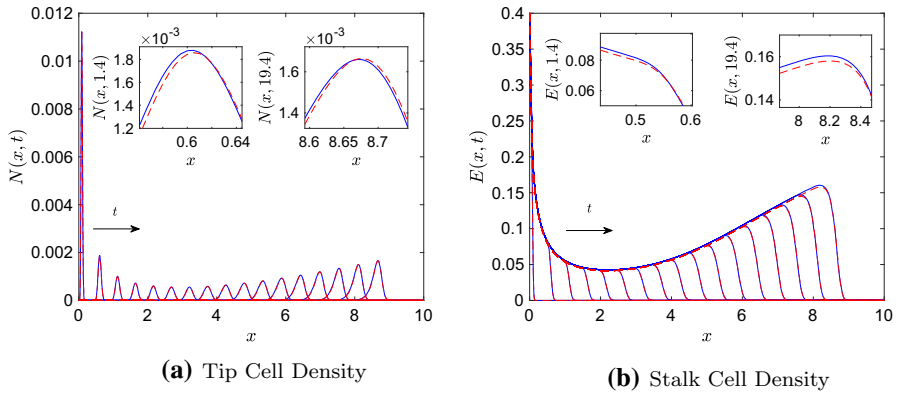 0.012
0.01
0.008
0.006
0.004
0.002
0
N(x, t)
0 2 4 6 8 10
x
t
×10⁻³
1.8
1.6
1.4
1.2
N(x, 1.4)
0.6 0.64
x
×10⁻³
1.6
1.4
N(x, 19.4)
8.6 8.65 8.7
x
(a) Tip Cell Density
0.4
0.35
0.3
0.25
0.2
0.15
0.1
0.05
0
E(x, t)
0 2 4 6 8 10
x
t
0.08
0.06
E(x, 1.4)
0.5 0.6
x
0.16
0.14
E(x, 19.4)
8 8.2 8.4
x
(b) Stalk Cell Density